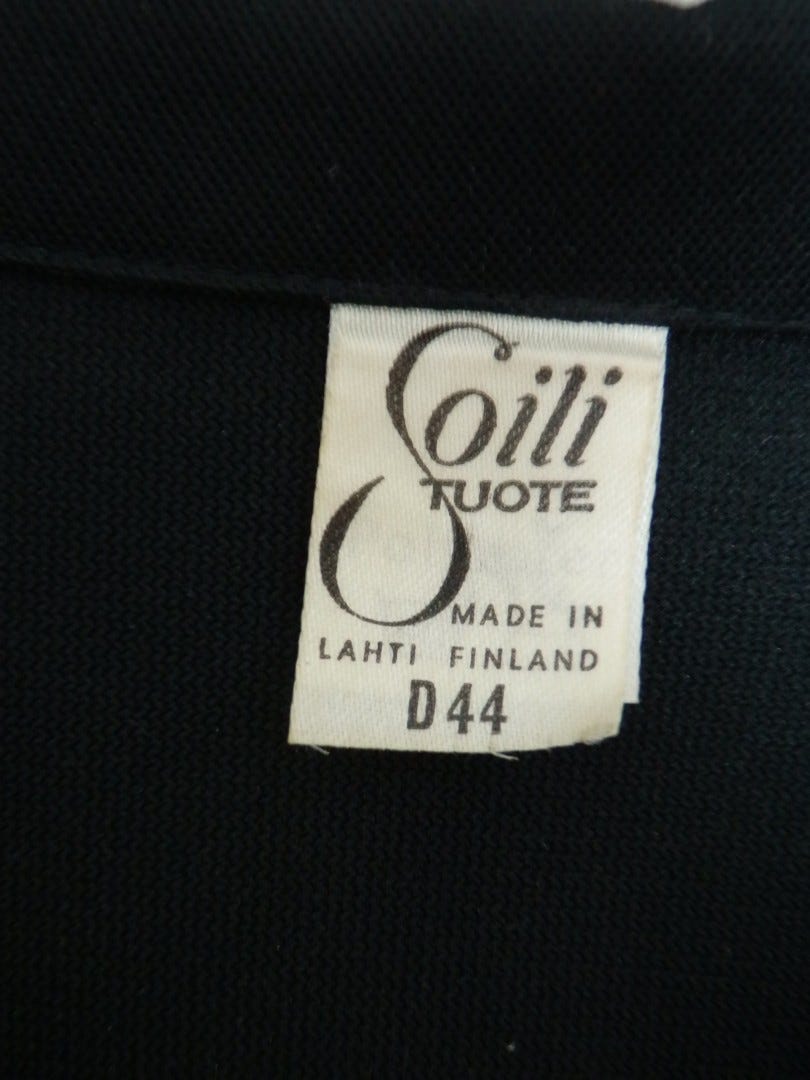 Soili
TUOTE
MADE IN
LAHTI FINLAND
D44